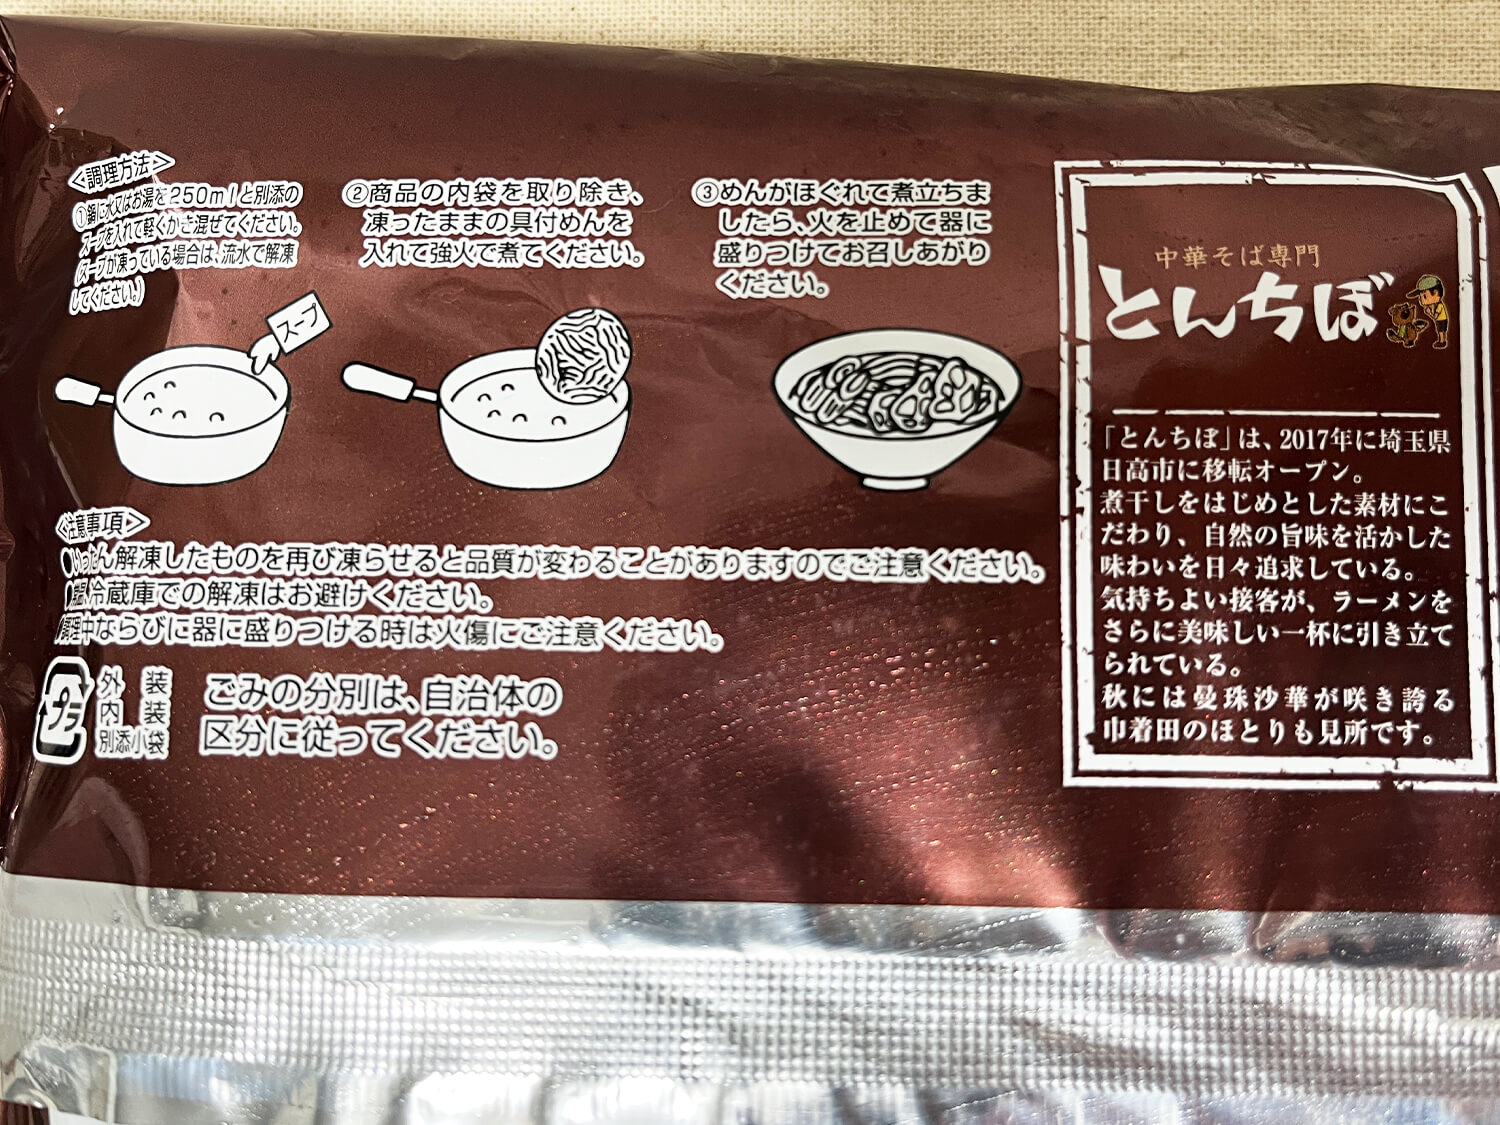 <調理方法>
①鍋に水又はお湯を250mlと別添の
スープを入れて軽くかき混ぜてください。
(スープが凍っている場合は、流水で解凍
してください。)
②商品の内袋を取り除き、
凍ったままの具付めんを
入れて強火で煮てください。
③めんがほぐれて煮立ちま
したら、火を止めて器に
盛りつけてお召しあがり
ください。
スープ
<注意事項>
●いったん解凍したものを再び凍らせると品質が変わることがありますのでご注意ください。
冷蔵庫での解凍はお避けください。
調理中ならびに器に盛りつける時は火傷にご注意ください。
プラ
外装
内装
別添小袋
ごみの分別は、自治体の
区分に従ってください。
中華そば専門
とんちぼ
「とんちぼ」は、2017年に埼玉県
日高市に移転オープン。
煮干しをはじめとした素材にこ
だわり、自然の旨味を活かした
味わいを日々追求している。
気持ちよい接客が、ラーメンを
さらに美味しい一杯に引き立て
られている。
秋には曼珠沙華が咲き誇る
巾着田のほとりも見所です。